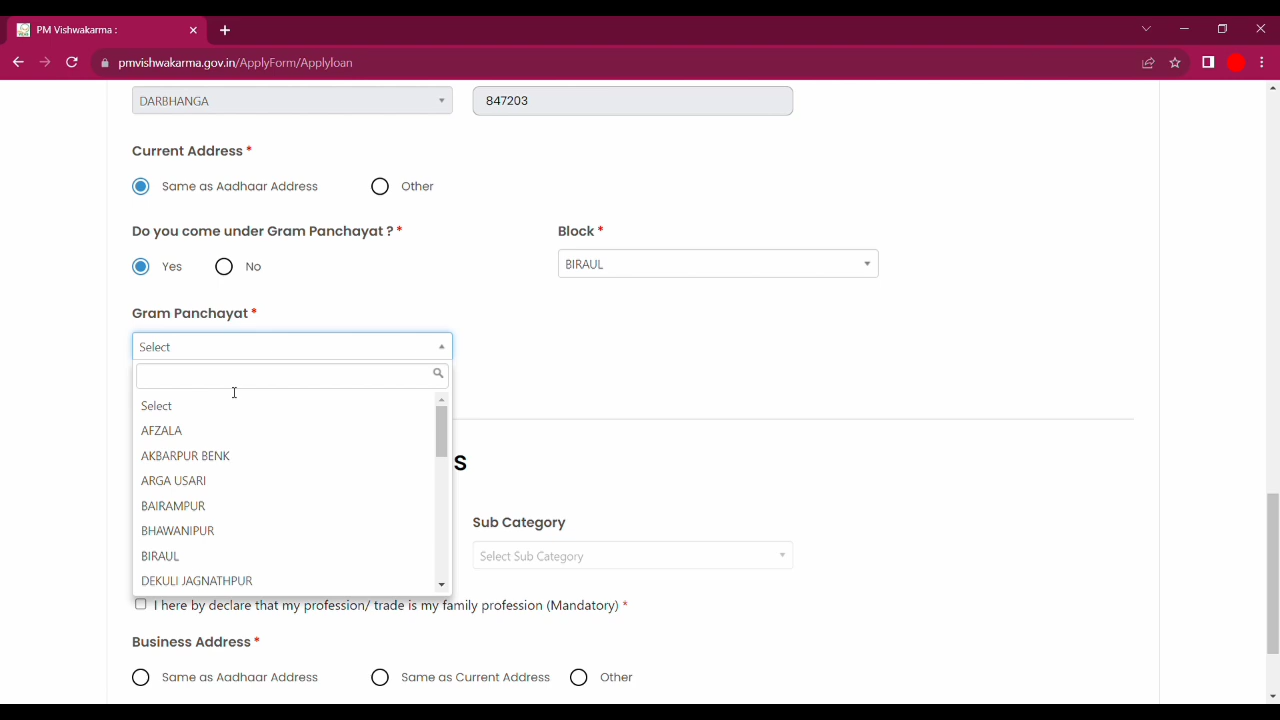 PM Vishwakarma :
pmvishwakarma.gov.in/ApplyForm/Applyloan
DARBHANGA 847203
Current Address *
Same as Aadhaar Address Other
Do you come under Gram Panchayat ? * Block *
Yes No BIRAUL
Gram Panchayat *
Select
Select
AFZALA
AKBARPUR BENK
ARGA USARI
BAIRAMPUR
BHAWANIPUR
BIRAUL
DEKULI JAGNATHPUR
s
Sub Category
Select Sub Category
I here by declare that my profession/ trade is my family profession (Mandatory) *
Business Address *
Same as Aadhaar Address Same as Current Address Other